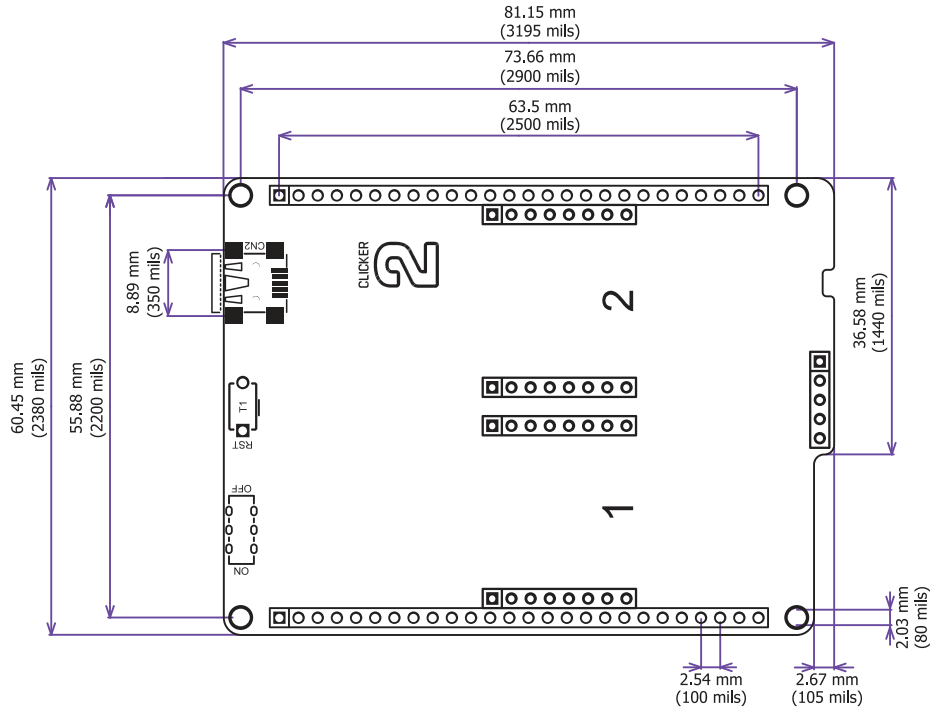 81.15 mm
(3195 mils)
73.66 mm
(2900 mils)
63.5 mm
(2500 mils)
CN2
CLICKER
2
8.89 mm
(350 mils)
2
36.58 mm
(1440 mils)
60.45 mm
(2380 mils)
55.88 mm
(2200 mils)
T1
RST
OFF
1
ON
2.03 mm
(80 mils)
2.54 mm
(100 mils)
2.67 mm
(105 mils)